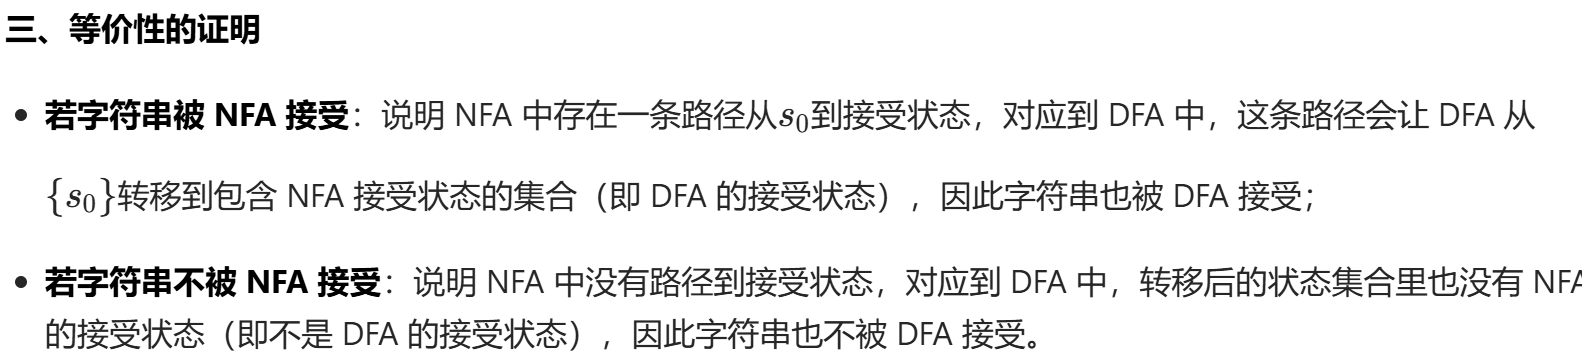 三、等价性的证明
• 若字符串被 NFA 接受：说明 NFA 中存在一条路径从s₀到接受状态，对应到 DFA 中，这条路径会让 DFA 从
{s₀}转移到包含 NFA 接受状态的集合（即 DFA 的接受状态），因此字符串也被 DFA 接受；
• 若字符串不被 NFA 接受：说明 NFA 中没有路径到接受状态，对应到 DFA 中，转移后的状态集合里也没有 NFA
的接受状态（即不是 DFA 的接受状态），因此字符串也不被 DFA 接受。